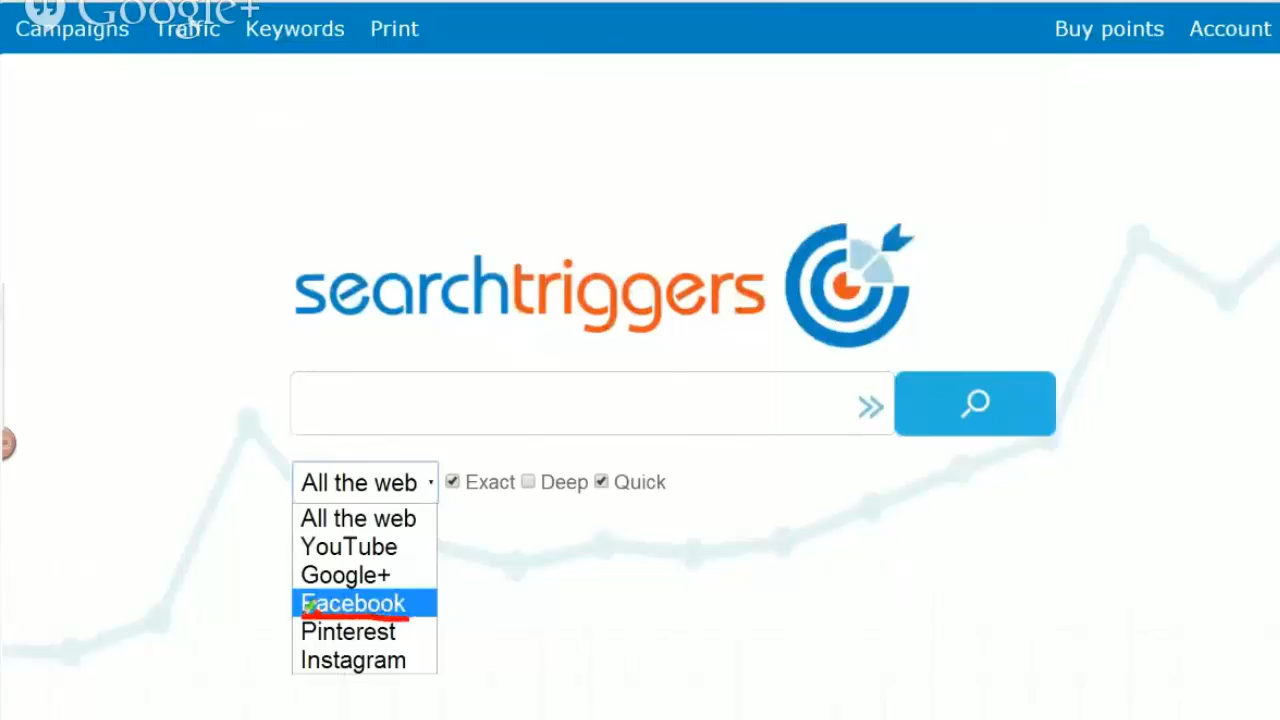 Google+
Campaigns Traffic Keywords Print Buy points Account
searchtriggers
All the web Exact Deep Quick
All the web
YouTube
Google+
Facebook
Pinterest
Instagram